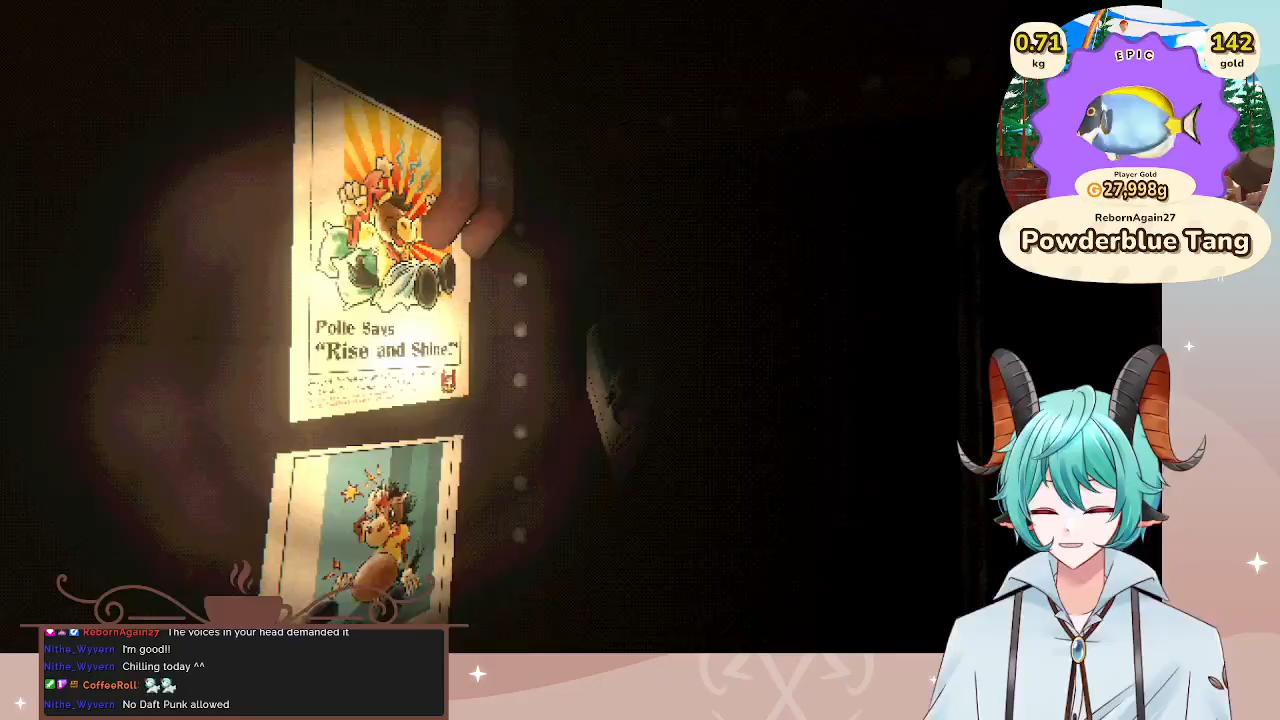 0.71
kg
EPIC
142
gold
Player Gold
G 27,998g
RebornAgain27
Powderblue Tang
Polle Says
"Rise and Shine."
RebornAgain27 The voices in your head demanded it
Nithe_Wyvern I'm good!!
Nithe_Wyvern Chilling today ^^
CoffeeRoll
Nithe_Wyvern No Daft Punk allowed